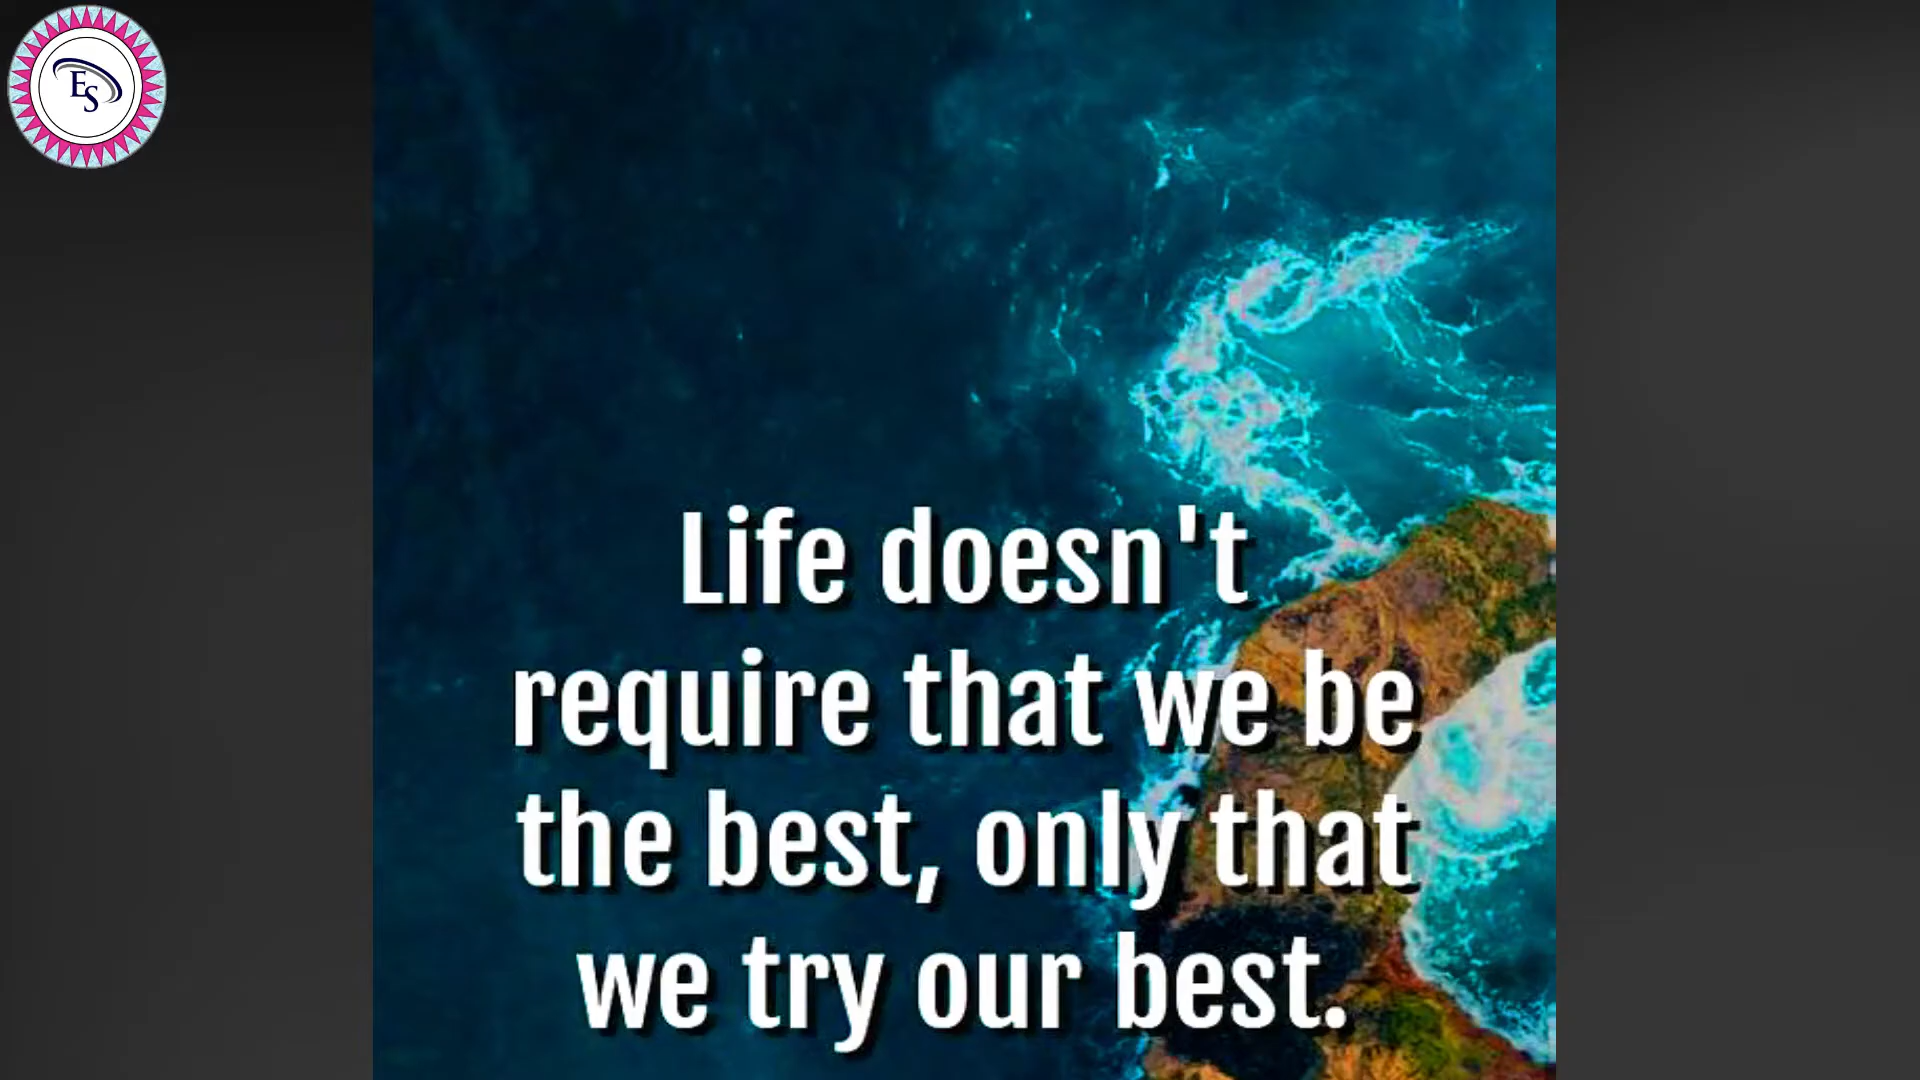 ES
Life doesn't
require that we be
the best, only that
we try our best.